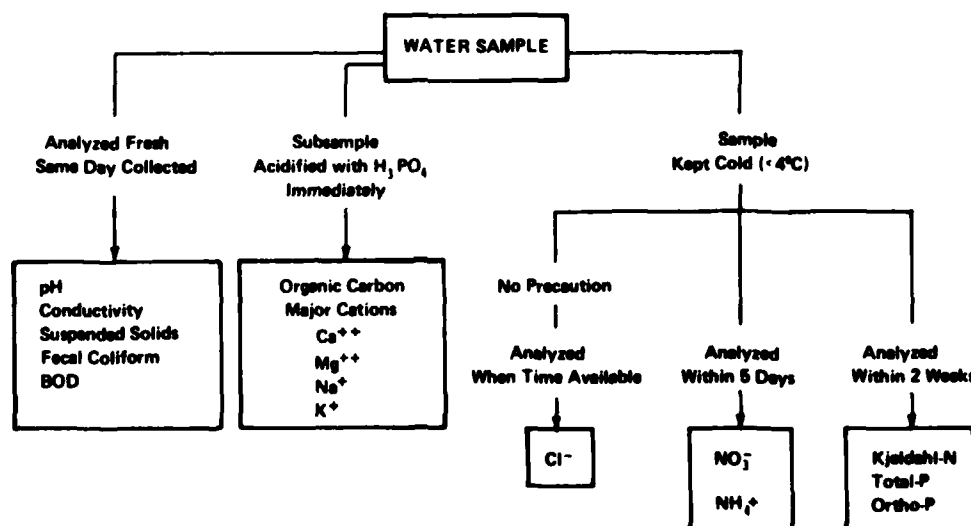 WATER SAMPLE
Analyzed Fresh
Same Day Collected
pH
Conductivity
Suspended Solids
Fecal Coliform
BOD
Subsample
Acidified with H₃PO₄
Immediately
Organic Carbon
Major Cations
Ca⁺⁺
Mg⁺⁺
Na⁺
K⁺
Sample
Kept Cold (<4°C)
No Precaution
Analyzed
When Time Available
Cl⁻
Analyzed
Within 5 Days
NO₃⁻
NH₄⁺
Analyzed
Within 2 Weeks
Kjeldahl-N
Total-P
Ortho-P